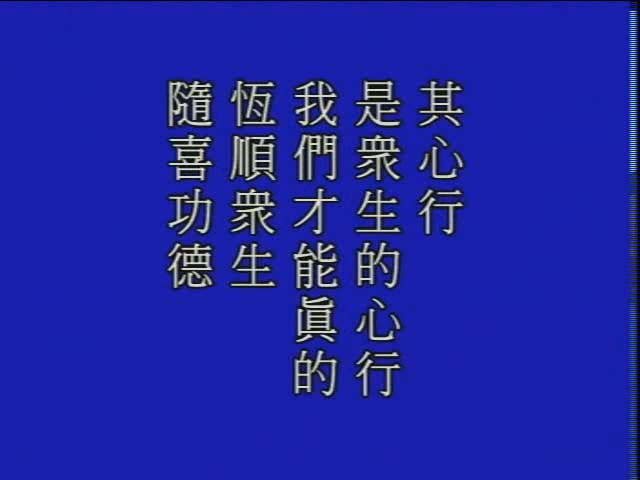 其心行
是衆生的心行
我們才能眞的
恆順衆生
隨喜功德